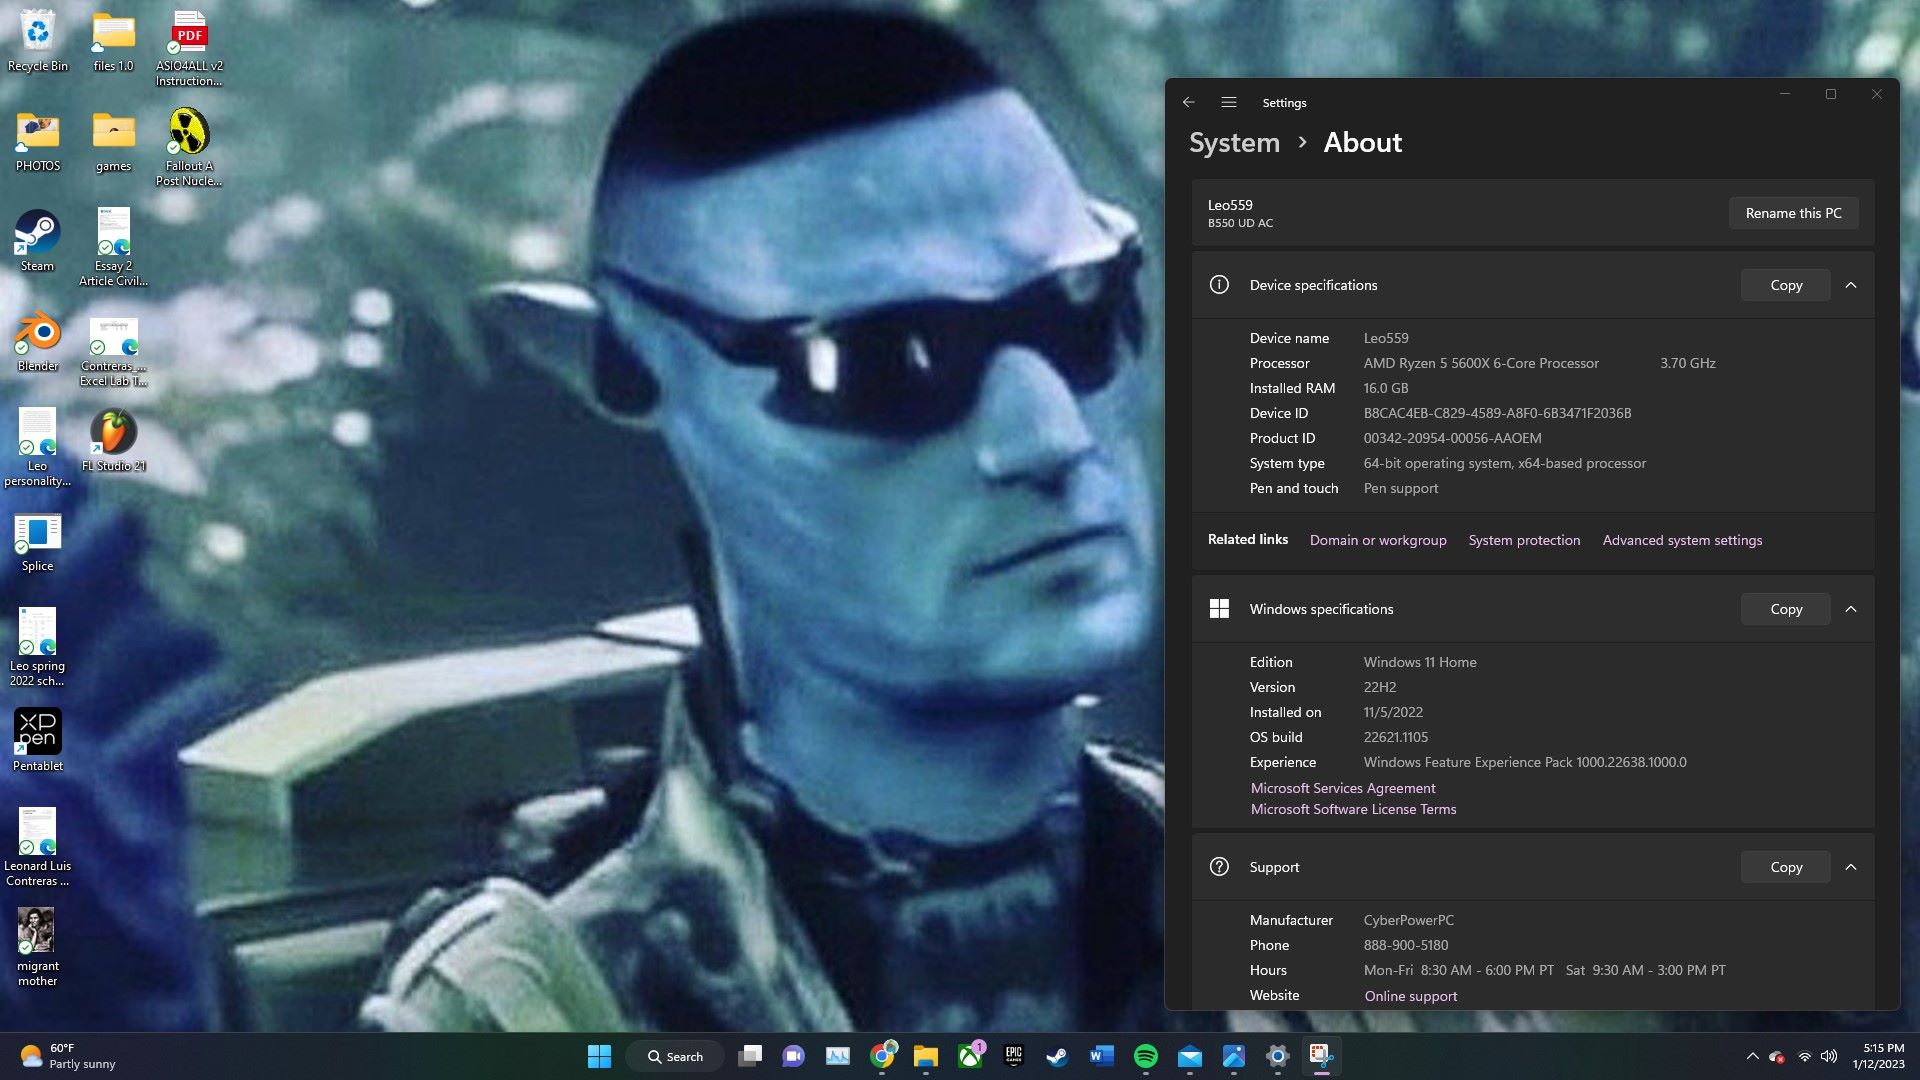 Recycle Bin
files 1.0
PDF
ASIO4ALL v2
Instruction...
PHOTOS
games
Fallout A
Post Nucle...
Steam
Essay 2
Article Civil...
Blender
Contreras_...
Excel Lab T...
Leo
personality...
FL Studio 21
Splice
Leo spring
2022 sch...
XP
pen
Pentablet
Leonard Luis
Contreras ...
migrant
mother
Settings
System > About
Leo559
B550 UD AC
Rename this PC
Device specifications
Copy
Device name Leo559
Processor AMD Ryzen 5 5600X 6-Core Processor 3.70 GHz
Installed RAM 16.0 GB
Device ID B8CAC4EB-C829-4589-A8F0-6B3471F2036B
Product ID 00342-20954-00056-AAOEM
System type 64-bit operating system, x64-based processor
Pen and touch Pen support
Related links Domain or workgroup System protection Advanced system settings
Windows specifications
Copy
Edition Windows 11 Home
Version 22H2
Installed on 11/5/2022
OS build 22621.1105
Experience Windows Feature Experience Pack 1000.22638.1000.0
Microsoft Services Agreement
Microsoft Software License Terms
Support
Copy
Manufacturer CyberPowerPC
Phone 888-900-5180
Hours Mon-Fri 8:30 AM - 6:00 PM PT Sat 9:30 AM - 3:00 PM PT
Website Online support
60°F
Partly sunny
Search
1
EPIC
GAMES
W
5:15 PM
1/12/2023